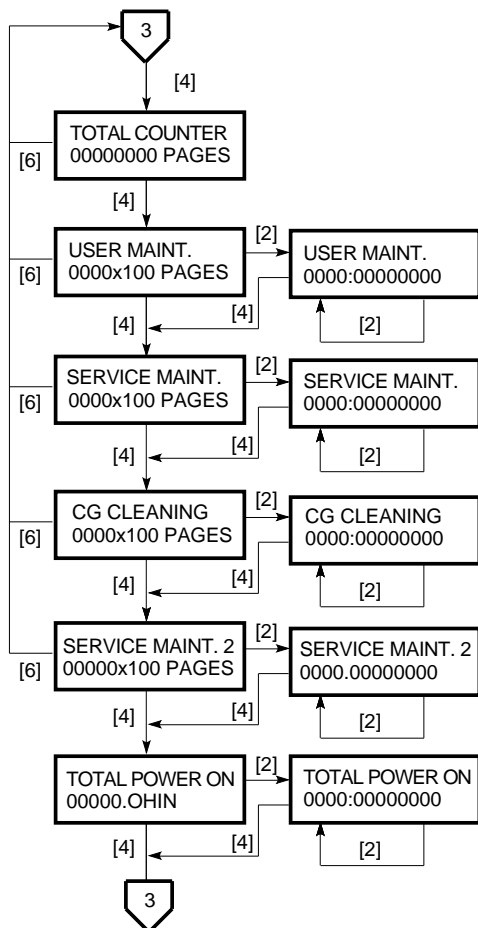 3
[4]
TOTAL COUNTER
00000000 PAGES
[6]
[4]
USER MAINT.
0000x100 PAGES
[2]
USER MAINT.
0000:00000000
[6]
[4]
[4]
[2]
SERVICE MAINT.
0000x100 PAGES
[2]
SERVICE MAINT.
0000:00000000
[6]
[4]
[4]
[2]
CG CLEANING
0000x100 PAGES
[2]
CG CLEANING
0000:00000000
[6]
[4]
[4]
[2]
SERVICE MAINT. 2
00000x100 PAGES
[2]
SERVICE MAINT. 2
0000.00000000
[6]
[4]
[4]
[2]
TOTAL POWER ON
00000.OHIN
[2]
TOTAL POWER ON
0000:00000000
[4]
[4]
[2]
3